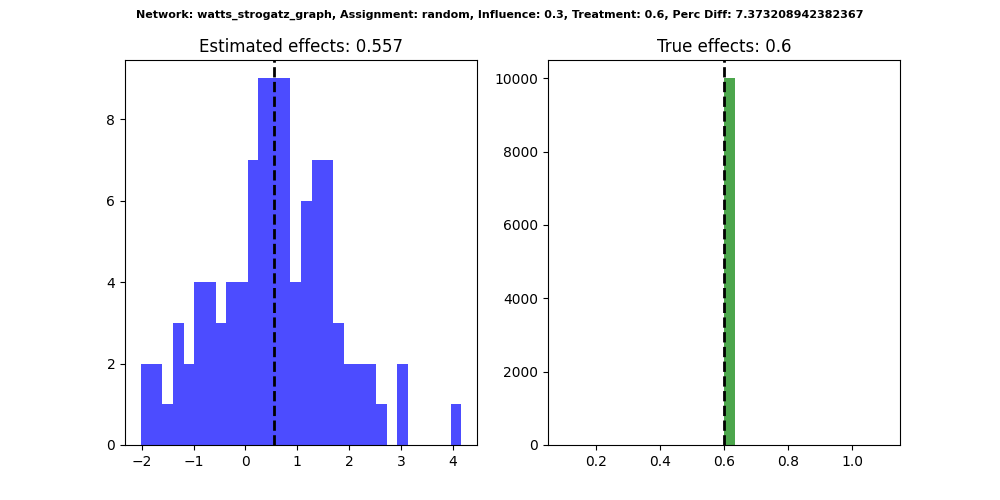 Network: watts_strogatz_graph, Assignment: random, Influence: 0.3, Treatment: 0.6, Perc Diff: 7.373208942382367
Estimated effects: 0.557
True effects: 0.6
8
6
4
2
0
−2 −1 0 1 2 3 4
10000
8000
6000
4000
2000
0
0.2 0.4 0.6 0.8 1.0